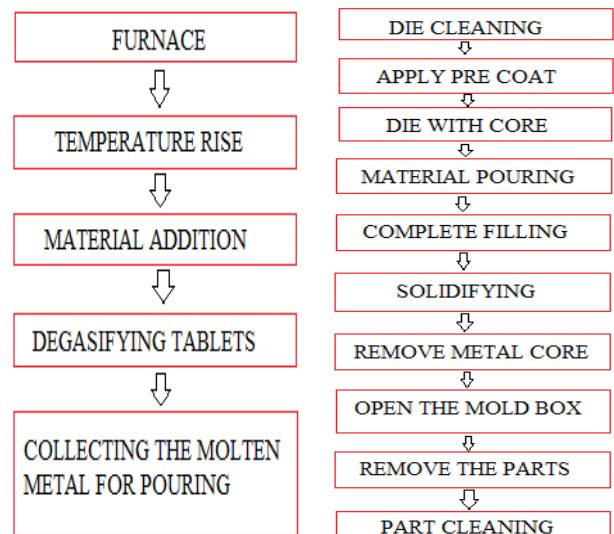 FURNACE
TEMPERATURE RISE
MATERIAL ADDITION
DEGASIFYING TABLETS
COLLECTING THE MOLTEN
METAL FOR POURING
DIE CLEANING
APPLY PRE COAT
DIE WITH CORE
MATERIAL POURING
COMPLETE FILLING
SOLIDIFYING
REMOVE METAL CORE
OPEN THE MOLD BOX
REMOVE THE PARTS
PART CLEANING